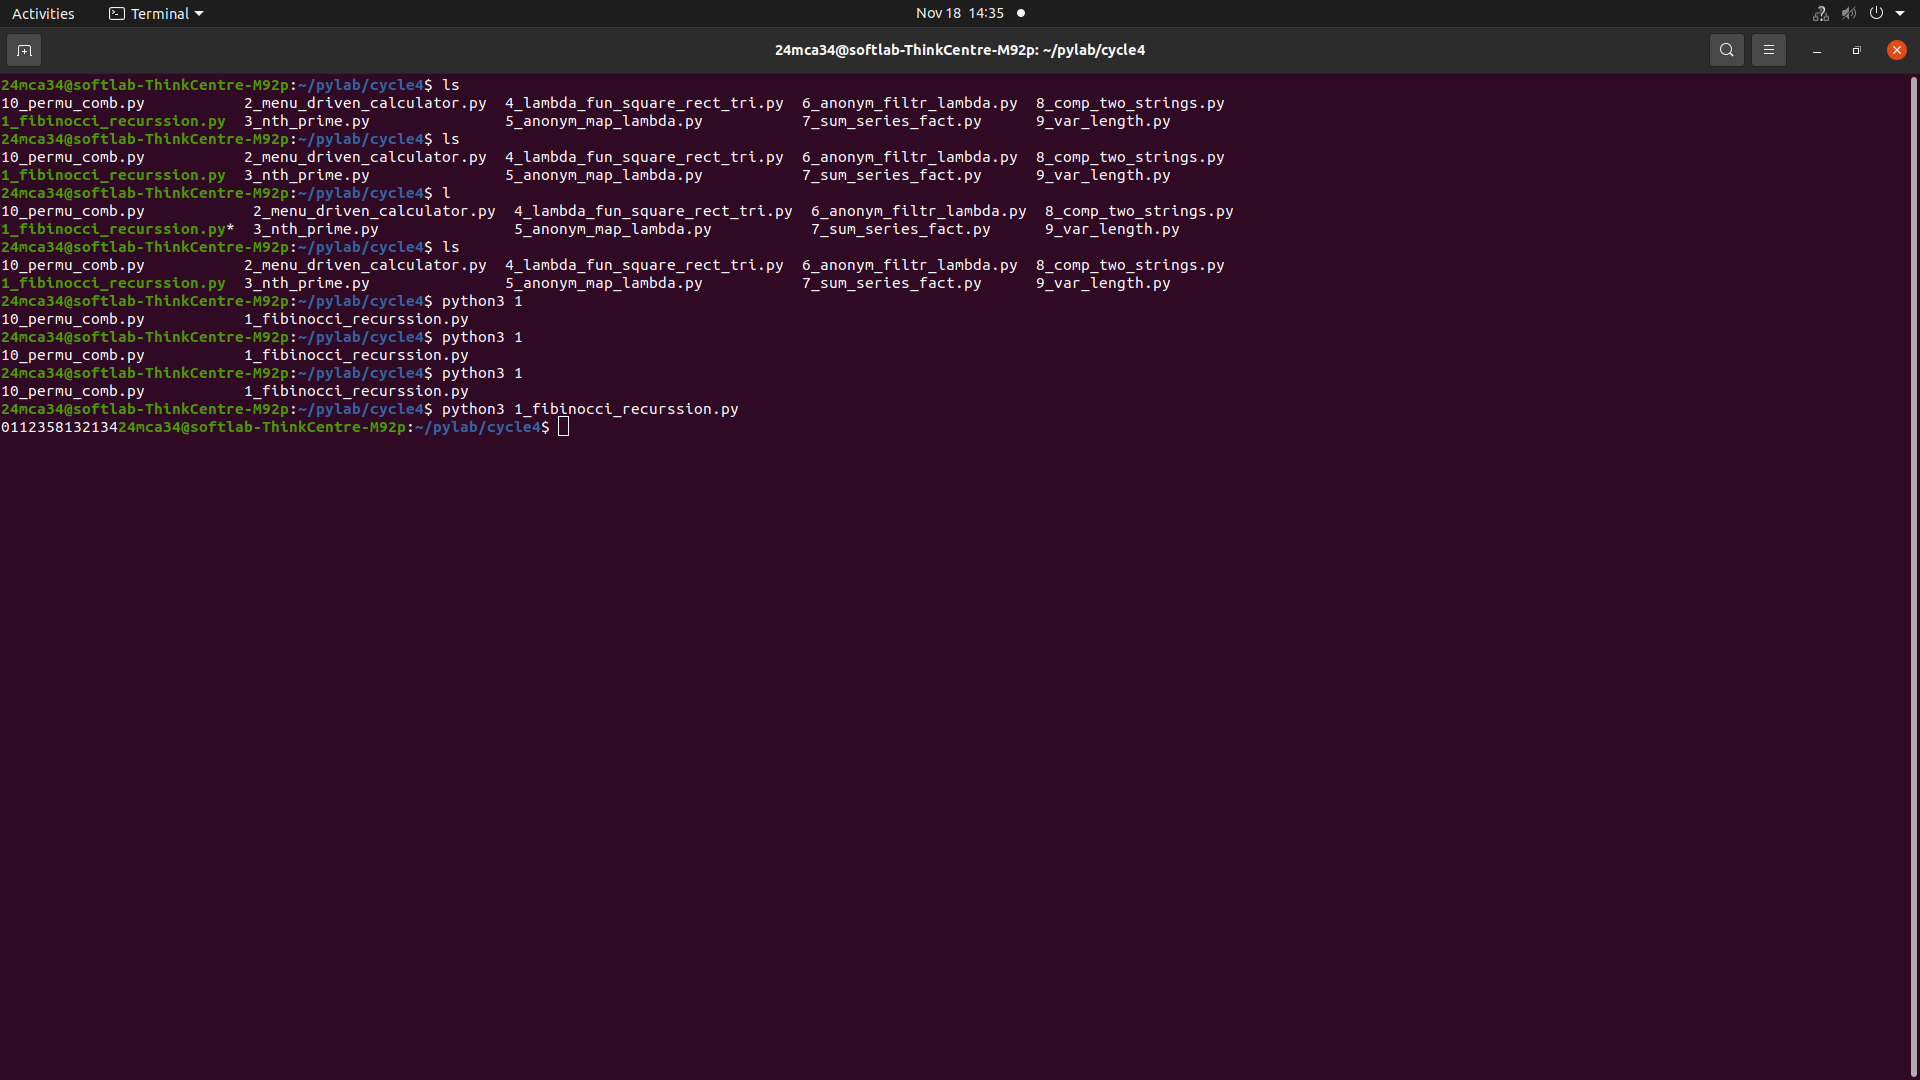 Activities Terminal Nov 18 14:35
24mca34@softlab-ThinkCentre-M92p: ~/pylab/cycle4
24mca34@softlab-ThinkCentre-M92p:~/pylab/cycle4$ ls
10_permu_comb.py 2_menu_driven_calculator.py 4_lambda_fun_square_rect_tri.py 6_anonym_filtr_lambda.py 8_comp_two_strings.py
1_fibinocci_recurssion.py 3_nth_prime.py 5_anonym_map_lambda.py 7_sum_series_fact.py 9_var_length.py
24mca34@softlab-ThinkCentre-M92p:~/pylab/cycle4$ ls
10_permu_comb.py 2_menu_driven_calculator.py 4_lambda_fun_square_rect_tri.py 6_anonym_filtr_lambda.py 8_comp_two_strings.py
1_fibinocci_recurssion.py 3_nth_prime.py 5_anonym_map_lambda.py 7_sum_series_fact.py 9_var_length.py
24mca34@softlab-ThinkCentre-M92p:~/pylab/cycle4$ l
10_permu_comb.py 2_menu_driven_calculator.py 4_lambda_fun_square_rect_tri.py 6_anonym_filtr_lambda.py 8_comp_two_strings.py
1_fibinocci_recurssion.py* 3_nth_prime.py 5_anonym_map_lambda.py 7_sum_series_fact.py 9_var_length.py
24mca34@softlab-ThinkCentre-M92p:~/pylab/cycle4$ ls
10_permu_comb.py 2_menu_driven_calculator.py 4_lambda_fun_square_rect_tri.py 6_anonym_filtr_lambda.py 8_comp_two_strings.py
1_fibinocci_recurssion.py 3_nth_prime.py 5_anonym_map_lambda.py 7_sum_series_fact.py 9_var_length.py
24mca34@softlab-ThinkCentre-M92p:~/pylab/cycle4$ python3 1
10_permu_comb.py 1_fibinocci_recurssion.py
24mca34@softlab-ThinkCentre-M92p:~/pylab/cycle4$ python3 1
10_permu_comb.py 1_fibinocci_recurssion.py
24mca34@softlab-ThinkCentre-M92p:~/pylab/cycle4$ python3 1
10_permu_comb.py 1_fibinocci_recurssion.py
24mca34@softlab-ThinkCentre-M92p:~/pylab/cycle4$ python3 1_fibinocci_recurssion.py
011235813213424mca34@softlab-ThinkCentre-M92p:~/pylab/cycle4$